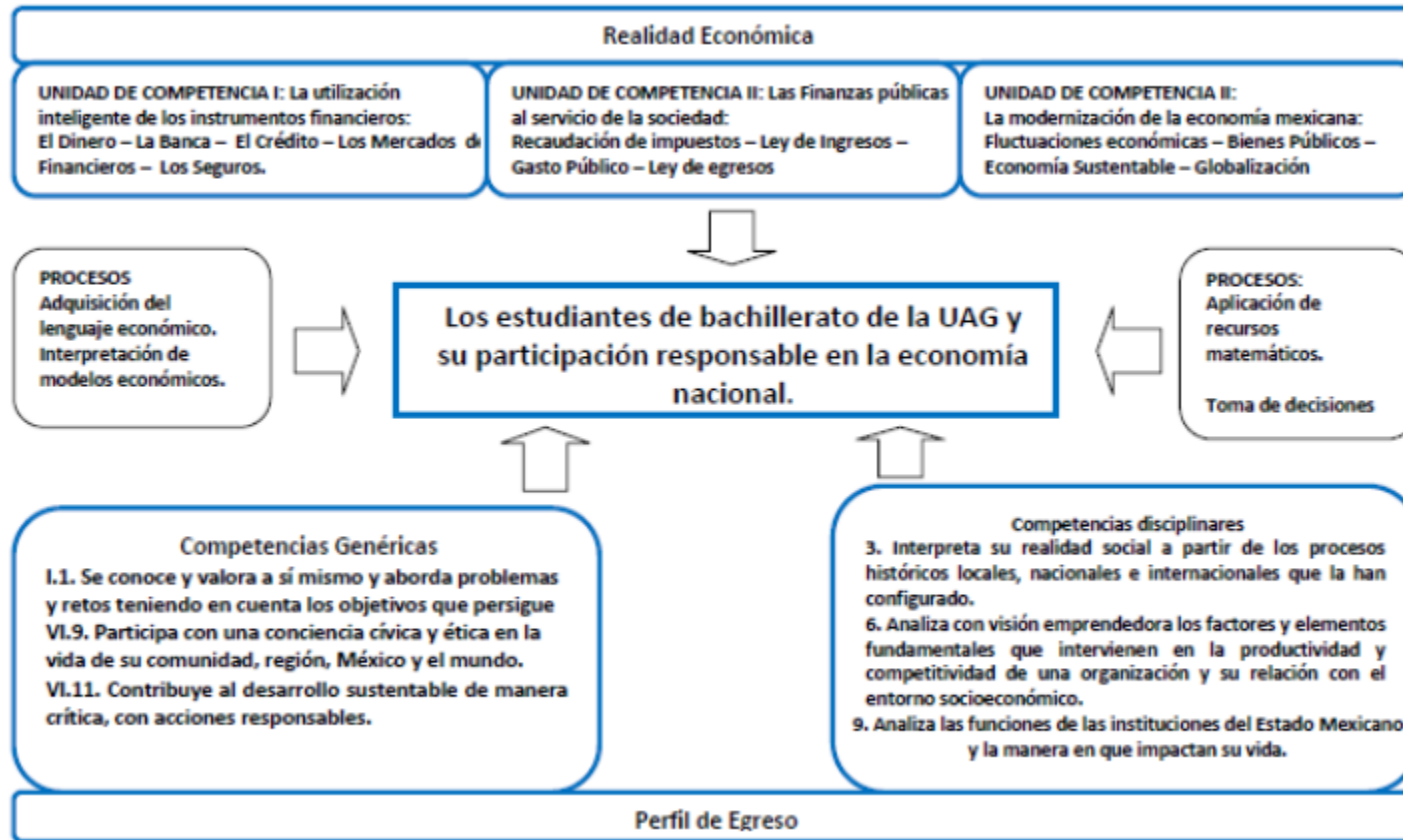 Realidad Económica
UNIDAD DE COMPETENCIA I: La utilización
inteligente de los instrumentos financieros:
El Dinero – La Banca – El Crédito – Los Mercados d
Financieros – Los Seguros.
UNIDAD DE COMPETENCIA II: Las Finanzas públicas
al servicio de la sociedad:
Recaudación de impuestos – Ley de Ingresos –
Gasto Público – Ley de egresos
UNIDAD DE COMPETENCIA II:
La modernización de la economía mexicana:
Fluctuaciones económicas – Bienes Públicos –
Economía Sustentable – Globalización
PROCESOS
Adquisición del
lenguaje económico.
Interpretación de
modelos económicos.
Los estudiantes de bachillerato de la UAG y
su participación responsable en la economía
nacional.
PROCESOS:
Aplicación de
recursos
matemáticos.
Toma de decisiones
Competencias Genéricas
I.1. Se conoce y valora a sí mismo y aborda problemas
y retos teniendo en cuenta los objetivos que persigue
VI.9. Participa con una conciencia cívica y ética en la
vida de su comunidad, región, México y el mundo.
VI.11. Contribuye al desarrollo sustentable de manera
crítica, con acciones responsables.
Competencias disciplinares
3. Interpreta su realidad social a partir de los procesos
históricos locales, nacionales e internacionales que la han
configurado.
6. Analiza con visión emprendedora los factores y elementos
fundamentales que intervienen en la productividad y
competitividad de una organización y su relación con el
entorno socioeconómico.
9. Analiza las funciones de las instituciones del Estado Mexicano
y la manera en que impactan su vida.
Perfil de Egreso